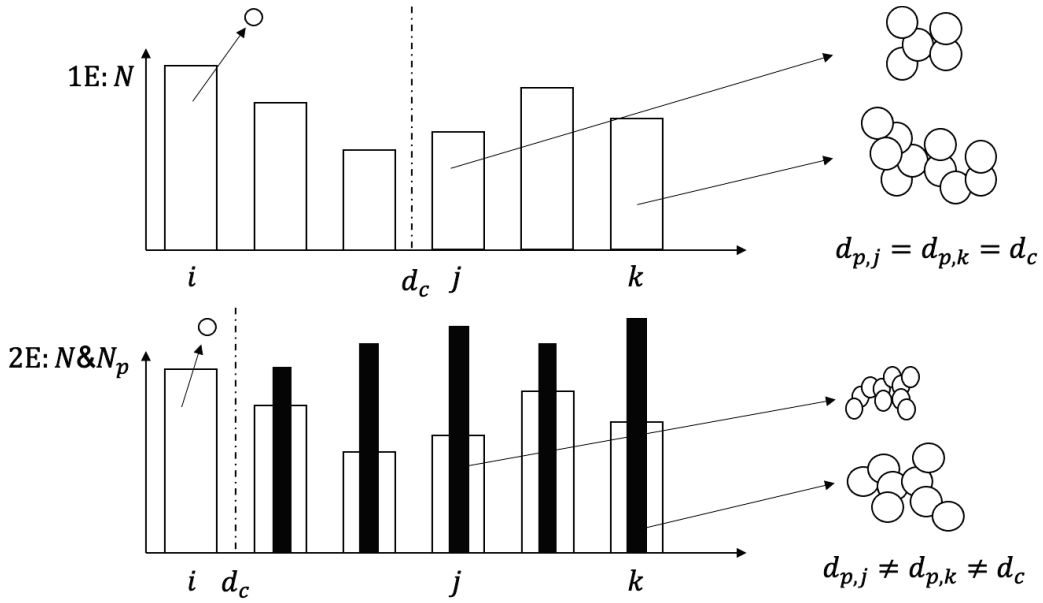 1E: N
i
d_c
j
k
d_{p,j} = d_{p,k} = d_c
2E: N&N_p
i
d_c
j
k
d_{p,j} ≠ d_{p,k} ≠ d_c